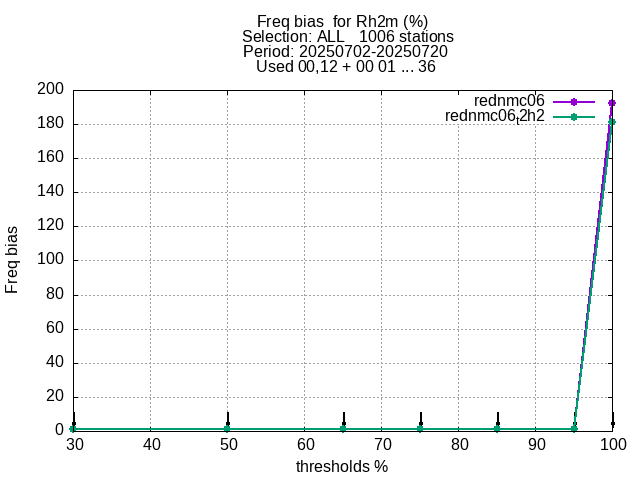 Freq bias  for Rh2m (%)
Selection: ALL   1006 stations
Period: 20250702-20250720
Used 00,12 + 00 01 ... 36
200
180
160
140
120
100
80
60
40
20
0
Freq bias
rednmc06
rednmc06,2h2
30 40 50 60 70 80 90 100
thresholds %